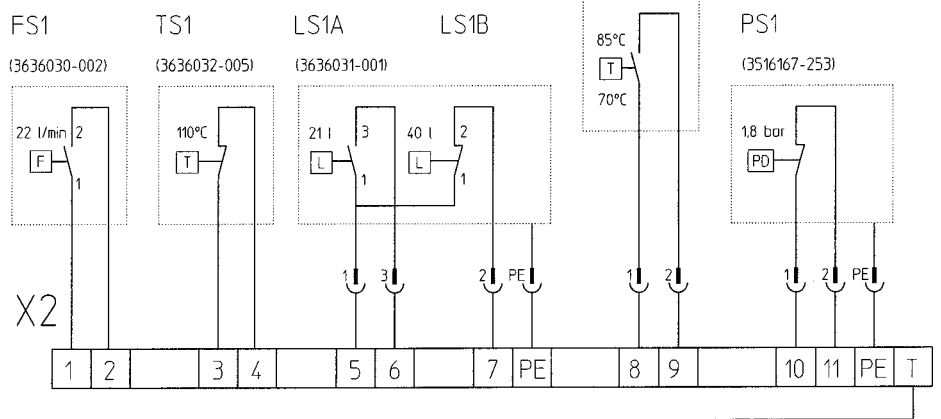 FS1 TS1 LS1A LS1B PS1
(3636030-002) (3636032-005) (3636031-001) 85°C (3516167-253)
T
70°C
22 l/min 2 110°C 21 l 3 40 l 2 1,8 bar
F T L L PD
1 1 1
1 3 2 PE 1 2 1 2 PE
X2
1 2 3 4 5 6 7 PE 8 9 10 11 PE T